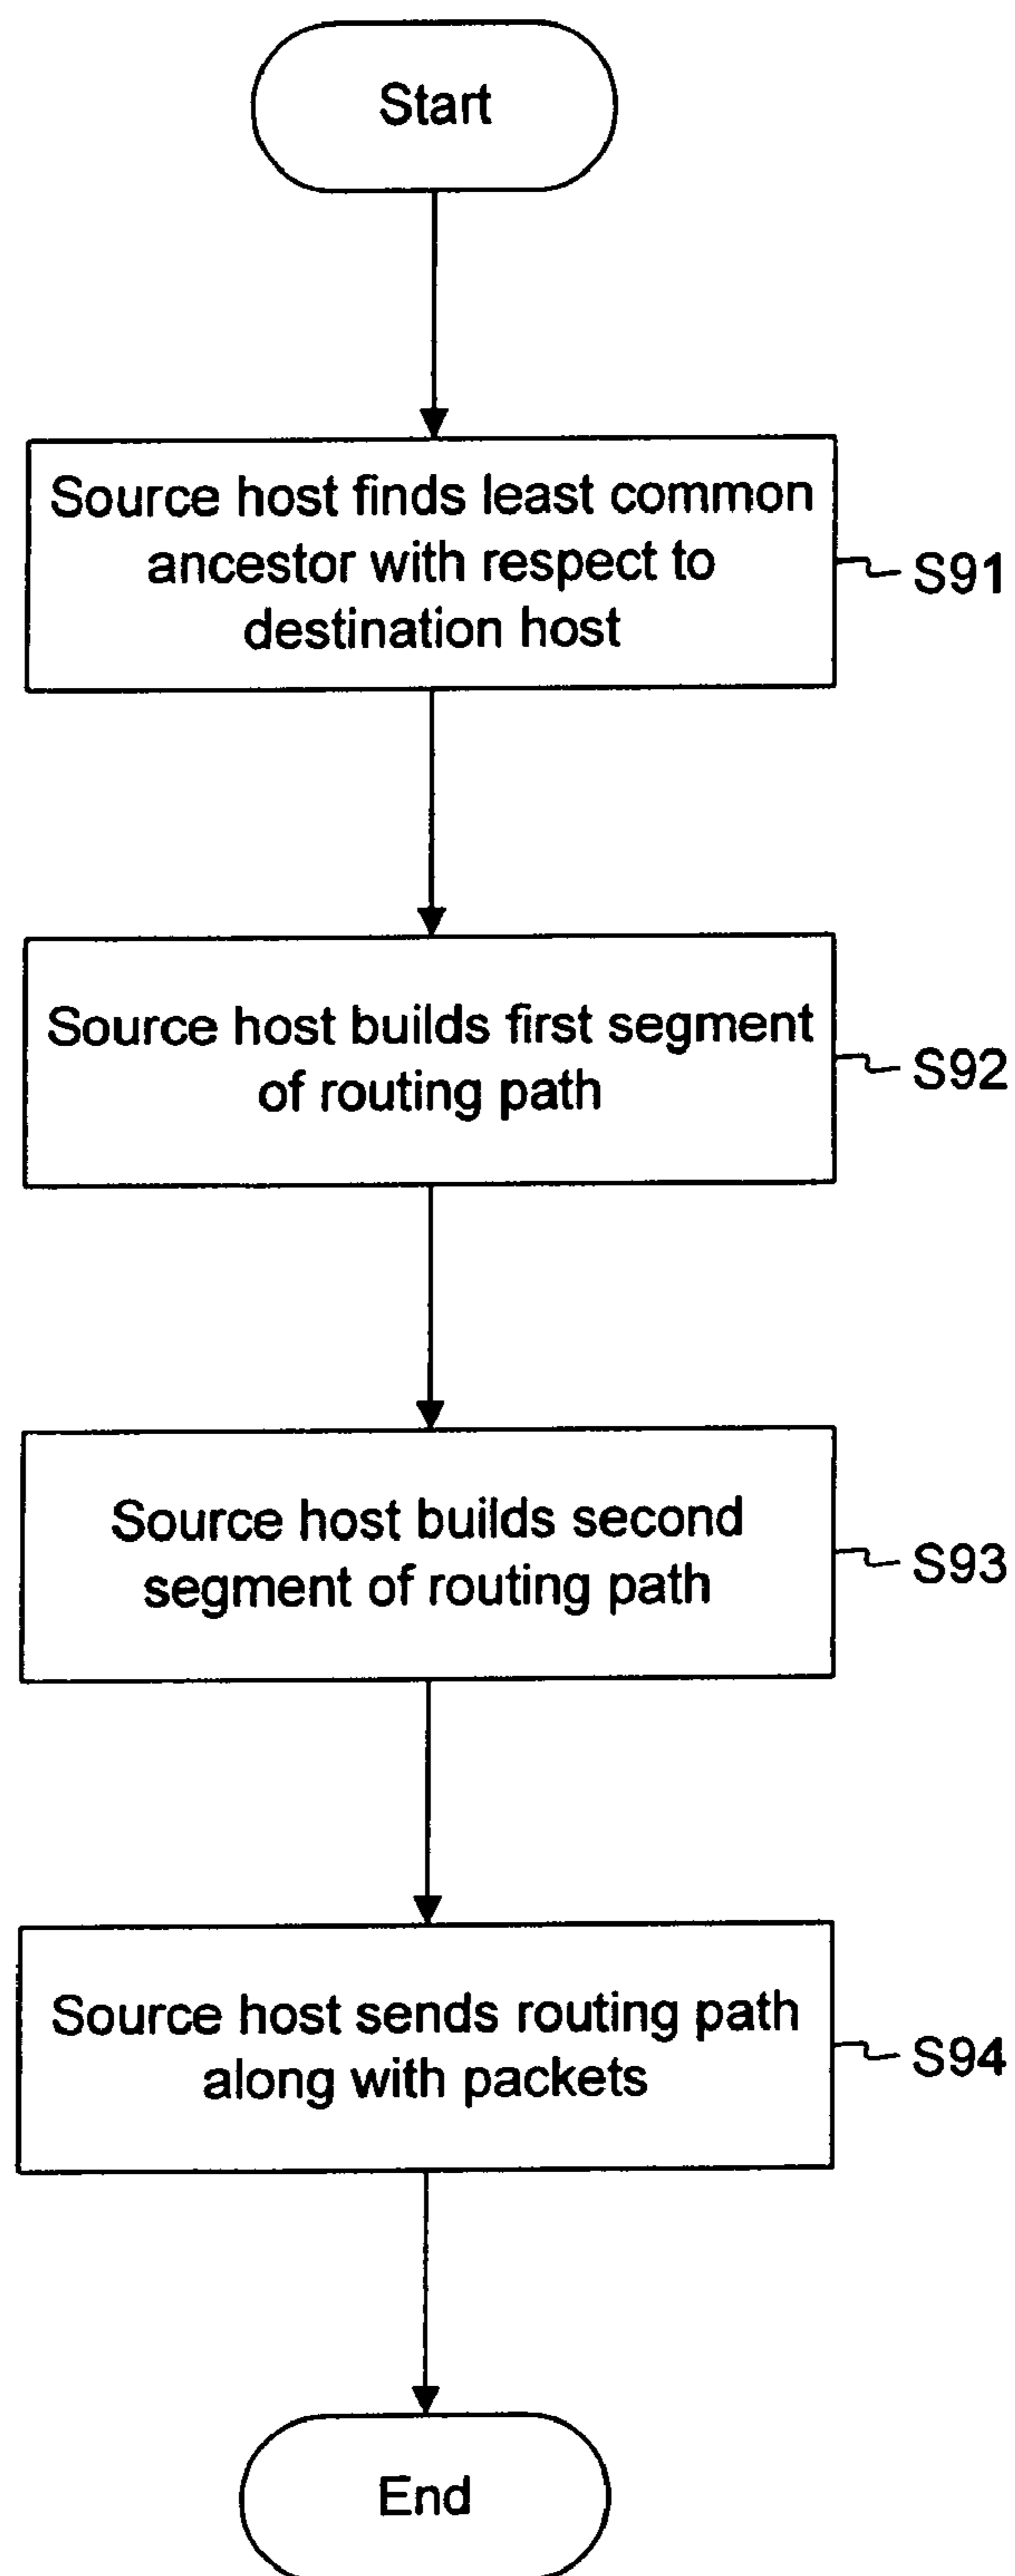 Start
Source host finds least common
ancestor with respect to
destination host
S91
Source host builds first segment
of routing path
S92
Source host builds second
segment of routing path
S93
Source host sends routing path
along with packets
S94
End